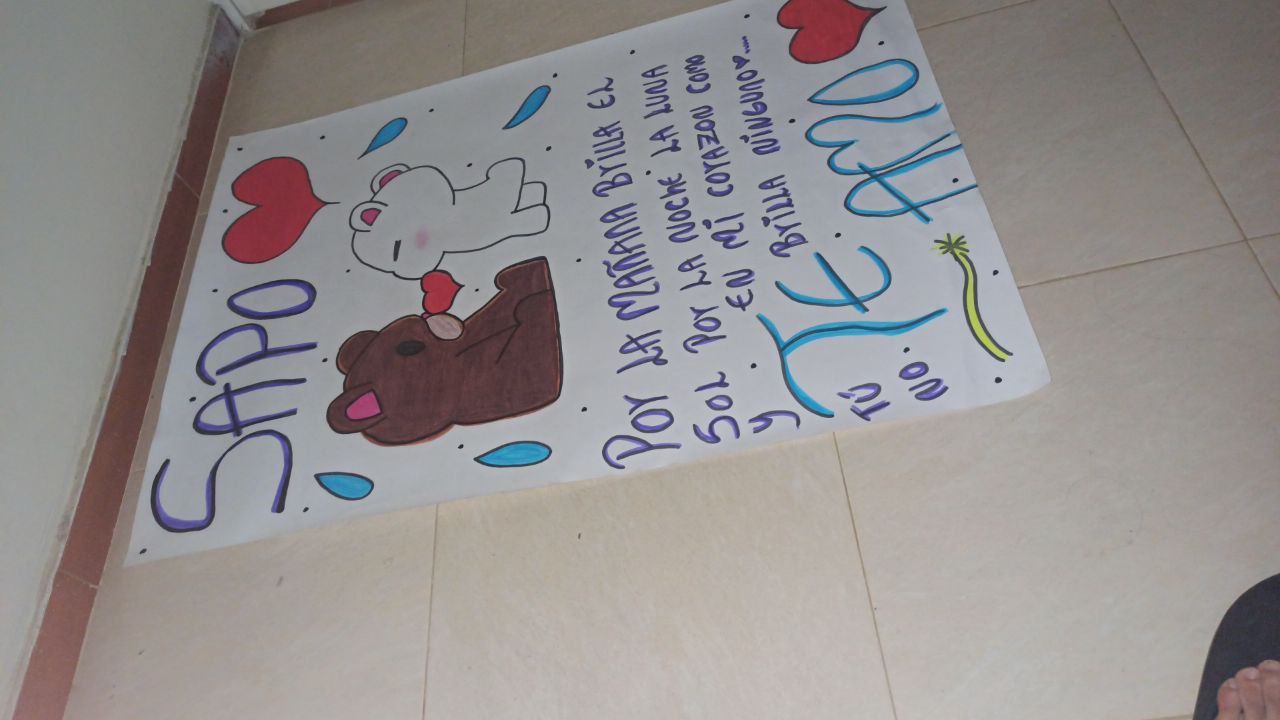 SAPO
POR LA MAÑANA BRILLA EL
SOL POR LA NOCHE LA LUNA
Y EN MI CORAZON COMO
BRILLA NINGUNO....
TE AMO
TÚ
NIO